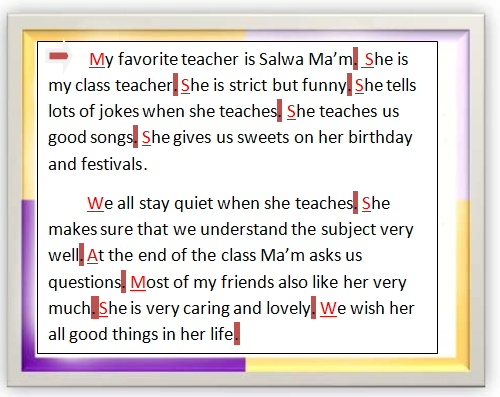 My favorite teacher is Salwa Ma’m. She is
my class teacher. She is strict but funny. She tells
lots of jokes when she teaches. She teaches us
good songs. She gives us sweets on her birthday
and festivals.
We all stay quiet when she teaches. She
makes sure that we understand the subject very
well. At the end of the class Ma’m asks us
questions. Most of my friends also like her very
much. She is very caring and lovely. We wish her
all good things in her life.